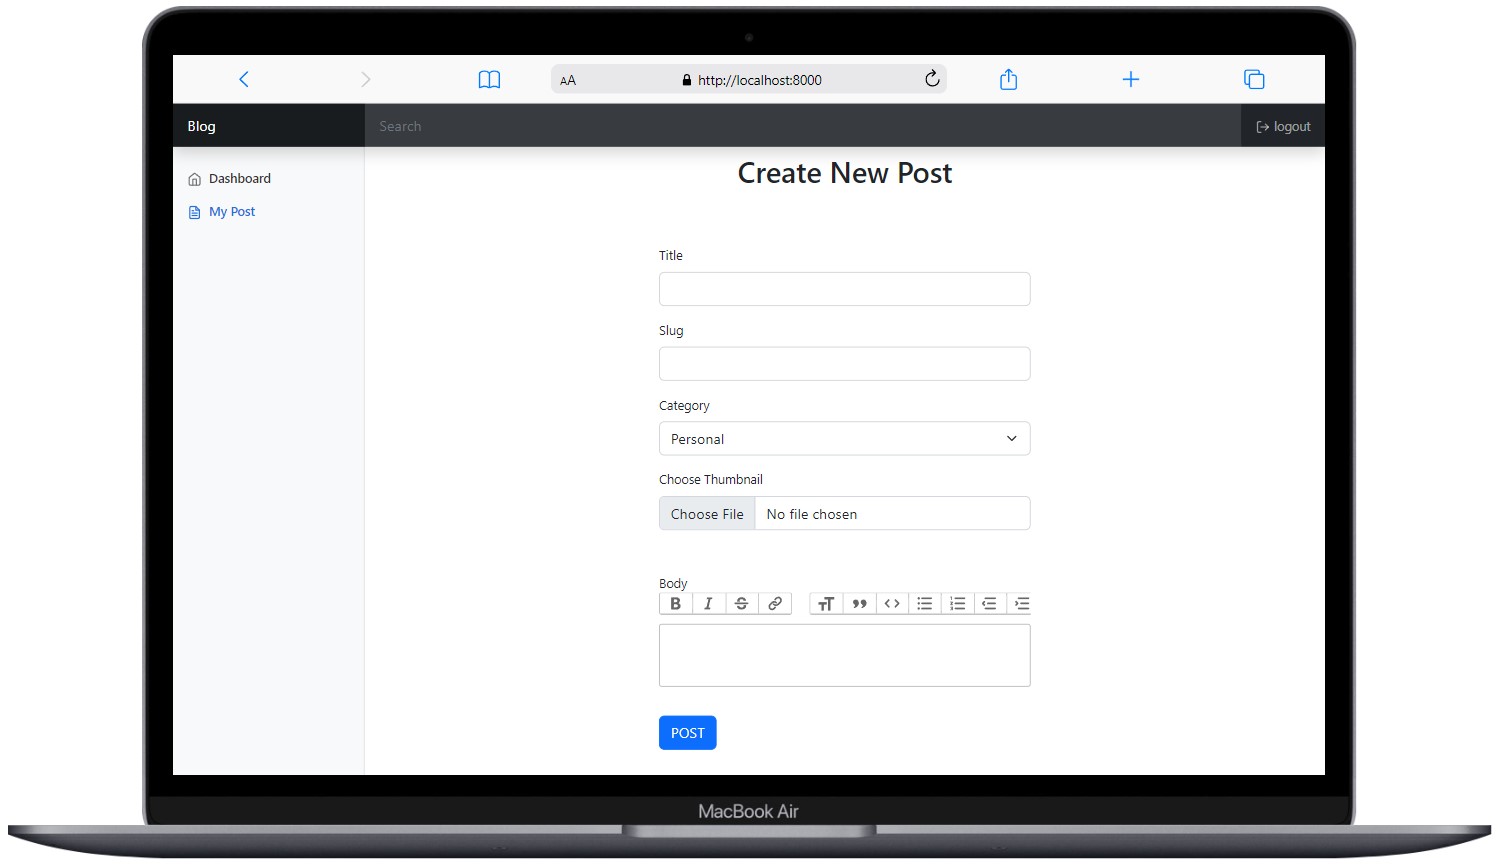 AA
http://localhost:8000
Blog
Search
logout
Dashboard
My Post
Create New Post
Title
Slug
Category
Personal
Choose Thumbnail
Choose File No file chosen
Body
POST
MacBook Air